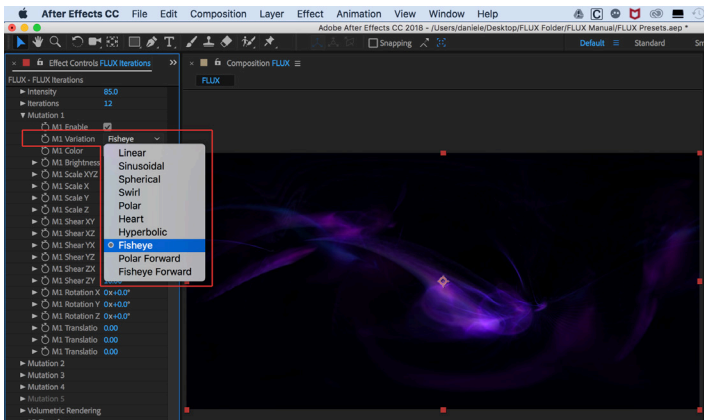 After Effects CC File Edit Composition Layer Effect Animation View Window Help
Adobe After Effects CC 2018 - /Users/daniele/Desktop/FLUX Folder/FLUX Manual/FLUX Presets.aep *
Snapping Default Standard Sm
Effect Controls FLUX Iterations
Composition FLUX
FLUX - FLUX Iterations
FLUX
Intensity 85.0
Iterations 12
Mutation 1
M1 Enable
M1 Variation Fisheye
M1 Color
M1 Brightness
M1 Scale XYZ
M1 Scale X
M1 Scale Y
M1 Scale Z
M1 Shear XY
M1 Shear XZ
M1 Shear YX
M1 Shear YZ
M1 Shear ZX
M1 Shear ZY
Linear
Sinusoidal
Spherical
Swirl
Polar
Heart
Hyperbolic
Fisheye
Polar Forward
Fisheye Forward
M1 Rotation X 0x+0.0°
M1 Rotation Y 0x+0.0°
M1 Rotation Z 0x+0.0°
M1 Translatio 0.00
M1 Translatio 0.00
M1 Translatio 0.00
Mutation 2
Mutation 3
Mutation 4
Mutation 5
Volumetric Rendering